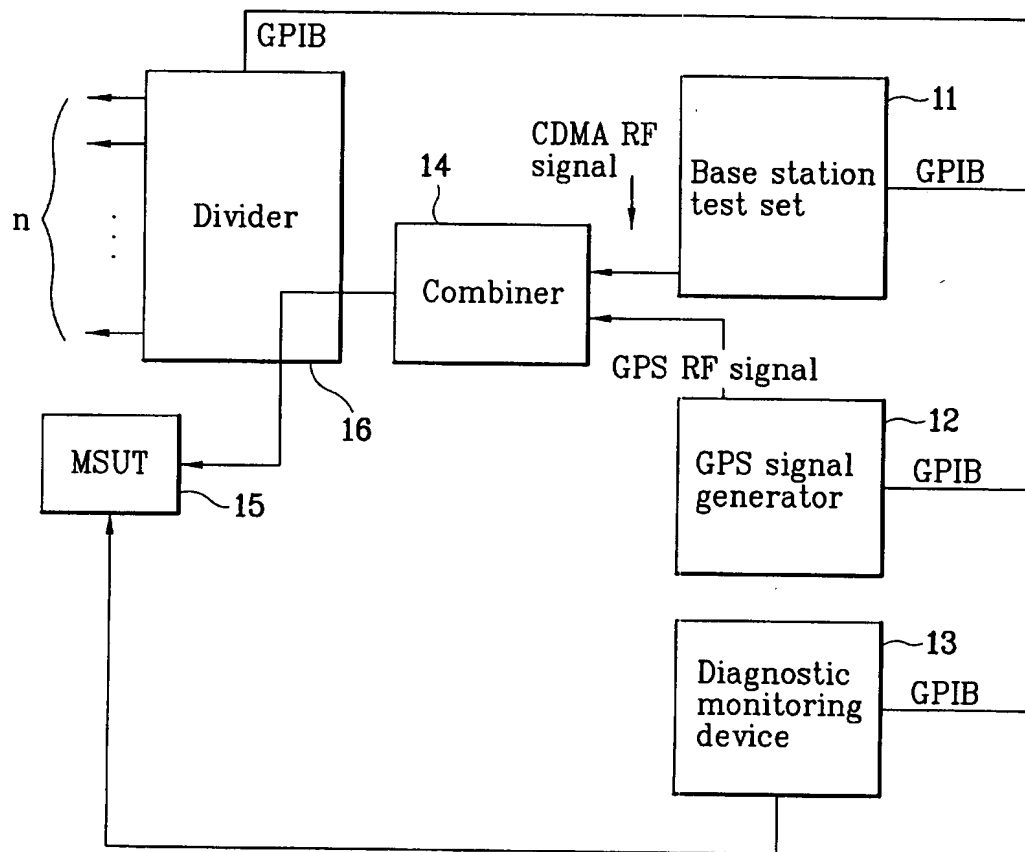 GPIB
11
CDMA RF
signal
Base station
test set
GPIB
14
n
Divider
Combiner
GPS RF signal
16
12
MSUT
GPS signal
generator
GPIB
15
13
Diagnostic
monitoring
device
GPIB